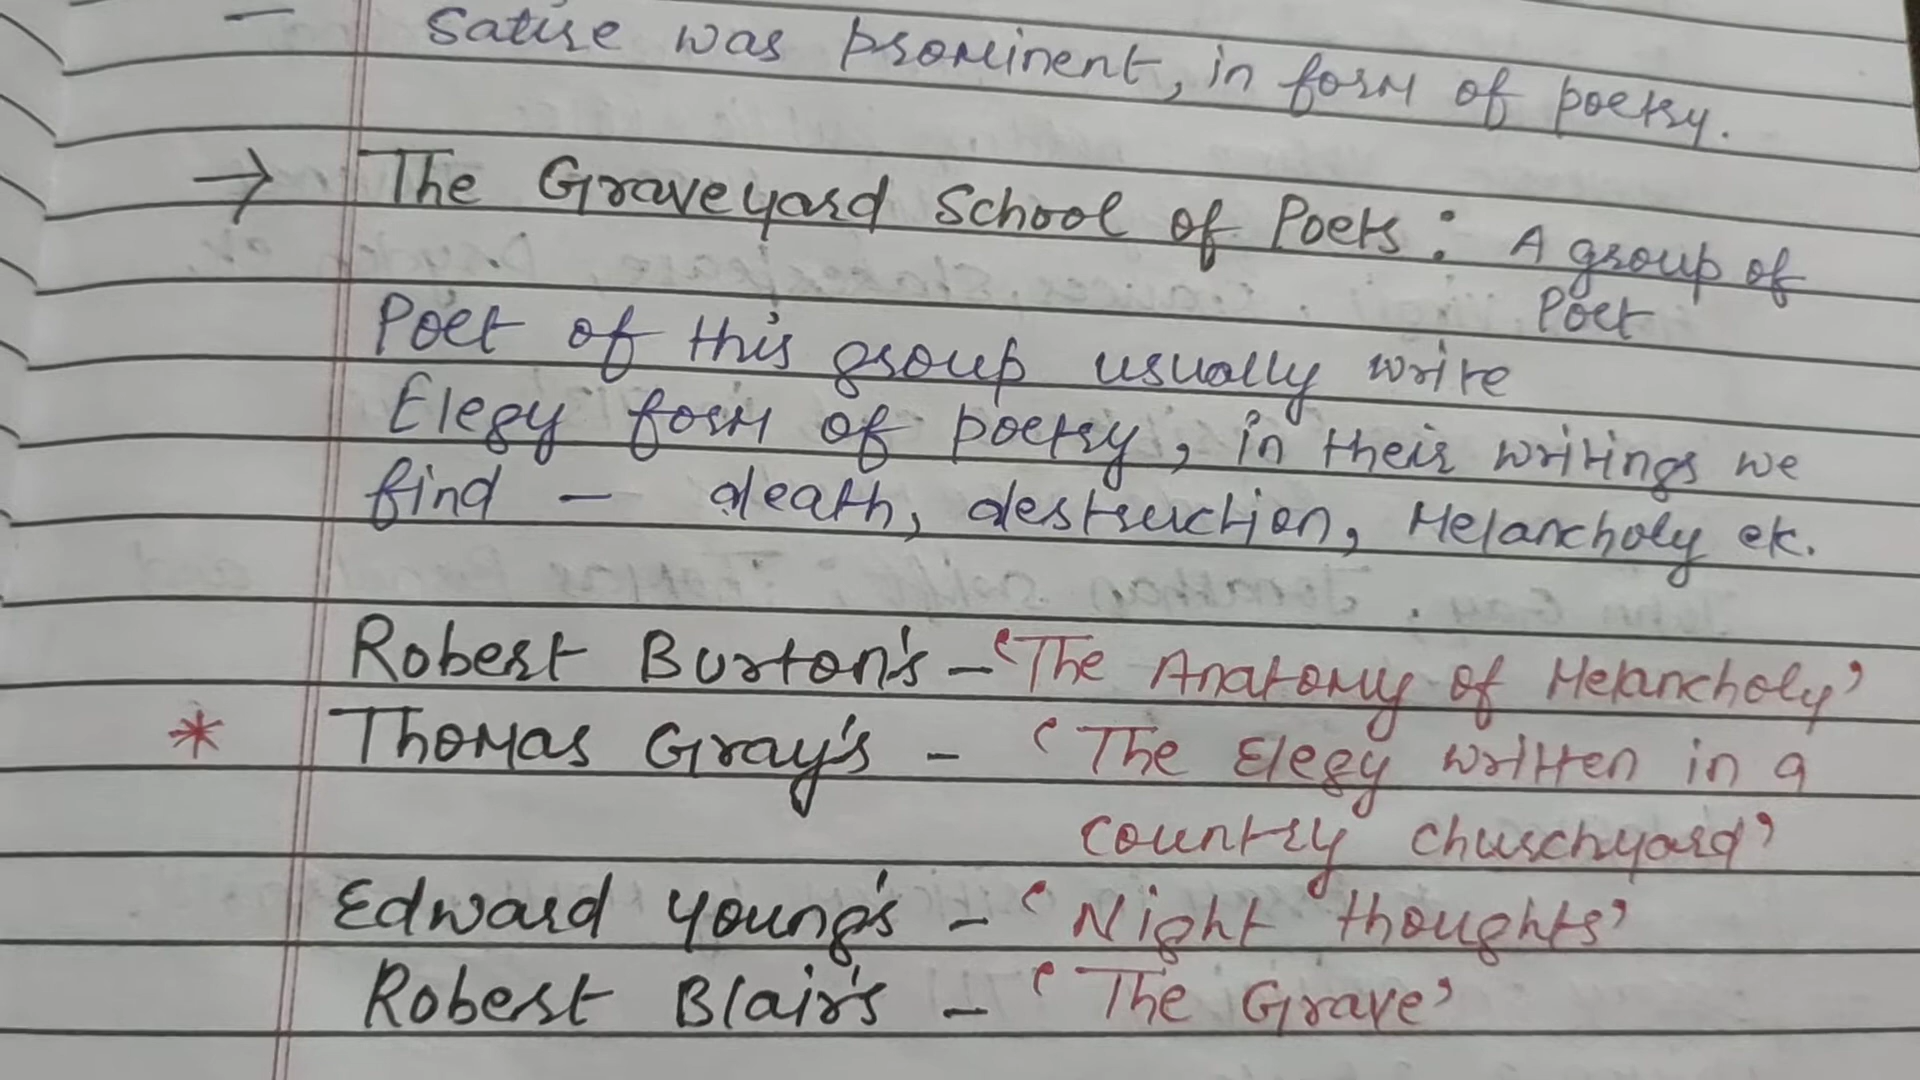 — Satire was prominent, in form of poetry.
→ The Graveyard School of Poets : A group of
Poet
Poet of this group usually write
Elegy form of poetry, in their writings we
find — death, destruction, Melancholy etc.
Robert Burton's – 'The Anatomy of Melancholy'
* Thomas Gray's – 'The Elegy written in a
country churchyard'
Edward Young's – 'Night thoughts'
Robert Blair's – 'The Grave'